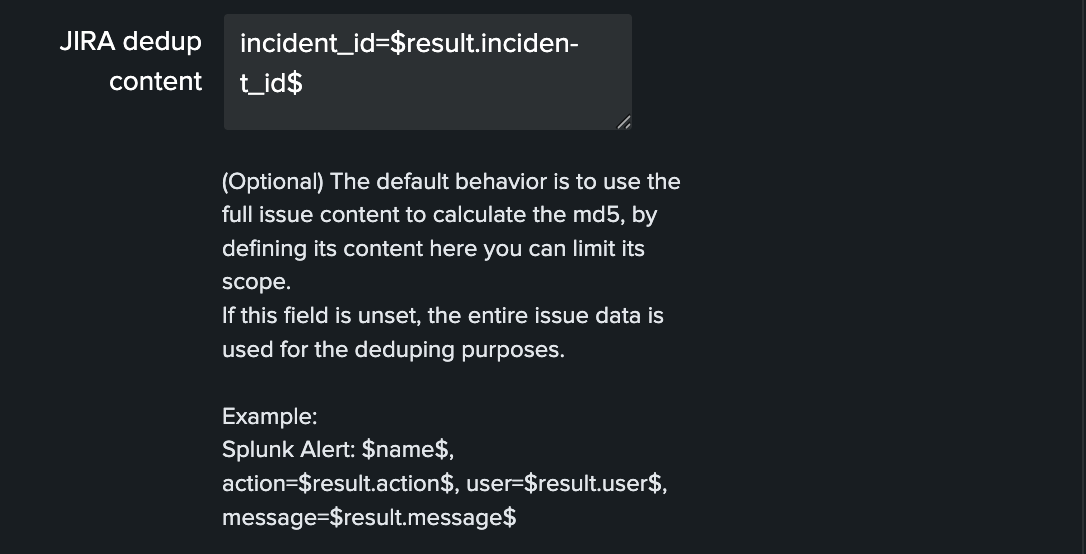 JIRA dedup
content
incident_id=$result.inciden-
t_id$
(Optional) The default behavior is to use the
full issue content to calculate the md5, by
defining its content here you can limit its
scope.
If this field is unset, the entire issue data is
used for the deduping purposes.
Example:
Splunk Alert: $name$,
action=$result.action$, user=$result.user$,
message=$result.message$